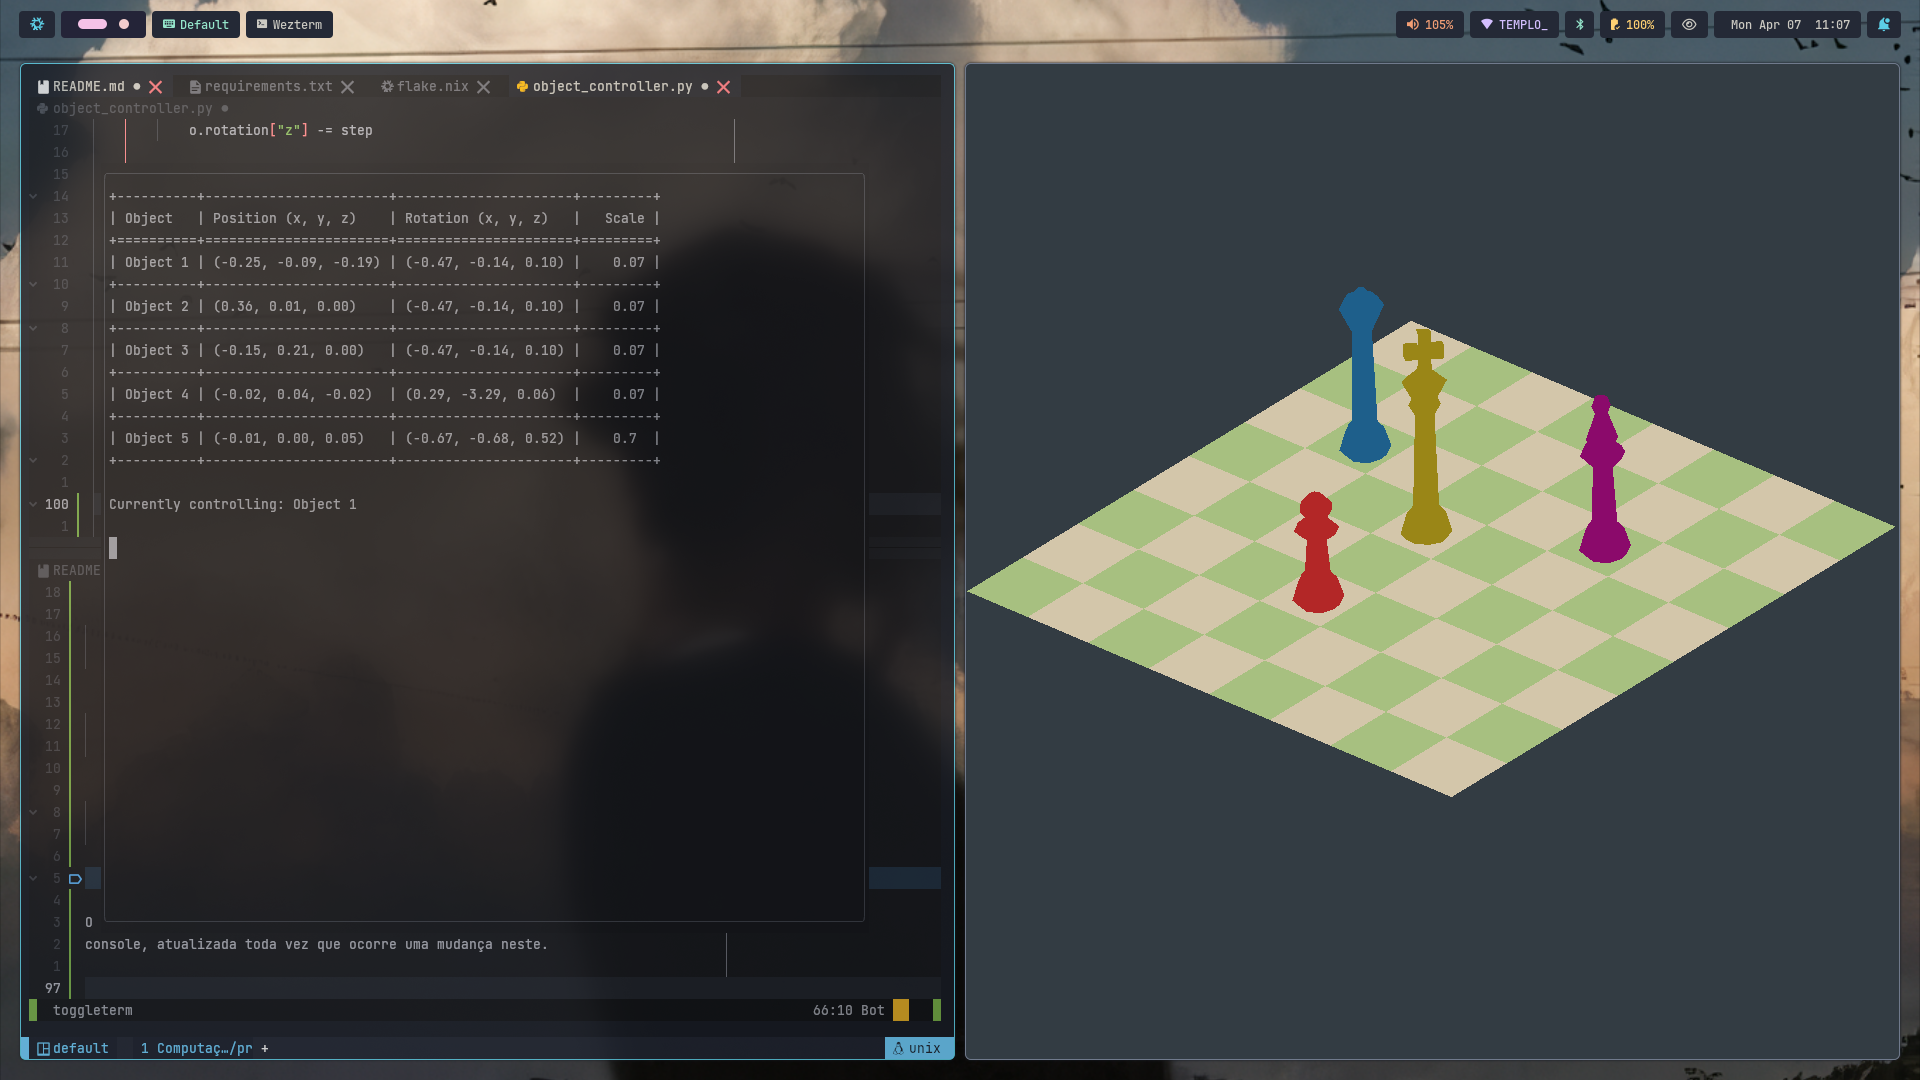 Default Wezterm 105% TEMPLO_ 100% Mon Apr 07 11:07
README.md ● requirements.txt flake.nix object_controller.py ●
object_controller.py ●
17 o.rotation["z"] -= step
16
15
14 +----------+-----------------------+----------------------+---------+
13 | Object | Position (x, y, z) | Rotation (x, y, z) | Scale |
12 +==========+=======================+======================+=========+
11 | Object 1 | (-0.25, -0.09, -0.19) | (-0.47, -0.14, 0.10) | 0.07 |
10 +----------+-----------------------+----------------------+---------+
9 | Object 2 | (0.36, 0.01, 0.00) | (-0.47, -0.14, 0.10) | 0.07 |
8 +----------+-----------------------+----------------------+---------+
7 | Object 3 | (-0.15, 0.21, 0.00) | (-0.47, -0.14, 0.10) | 0.07 |
6 +----------+-----------------------+----------------------+---------+
5 | Object 4 | (-0.02, 0.04, -0.02) | (0.29, -3.29, 0.06) | 0.07 |
4 +----------+-----------------------+----------------------+---------+
3 | Object 5 | (-0.01, 0.00, 0.05) | (-0.67, -0.68, 0.52) | 0.7 |
2 +----------+-----------------------+----------------------+---------+
1
100 Currently controlling: Object 1
1
README
18
17
16
15
14
13
12
11
10
9
8
7
6
5
4
3 O
2 console, atualizada toda vez que ocorre uma mudança neste.
1
97
toggleterm 66:10 Bot
default 1 Computaç…/pr + unix